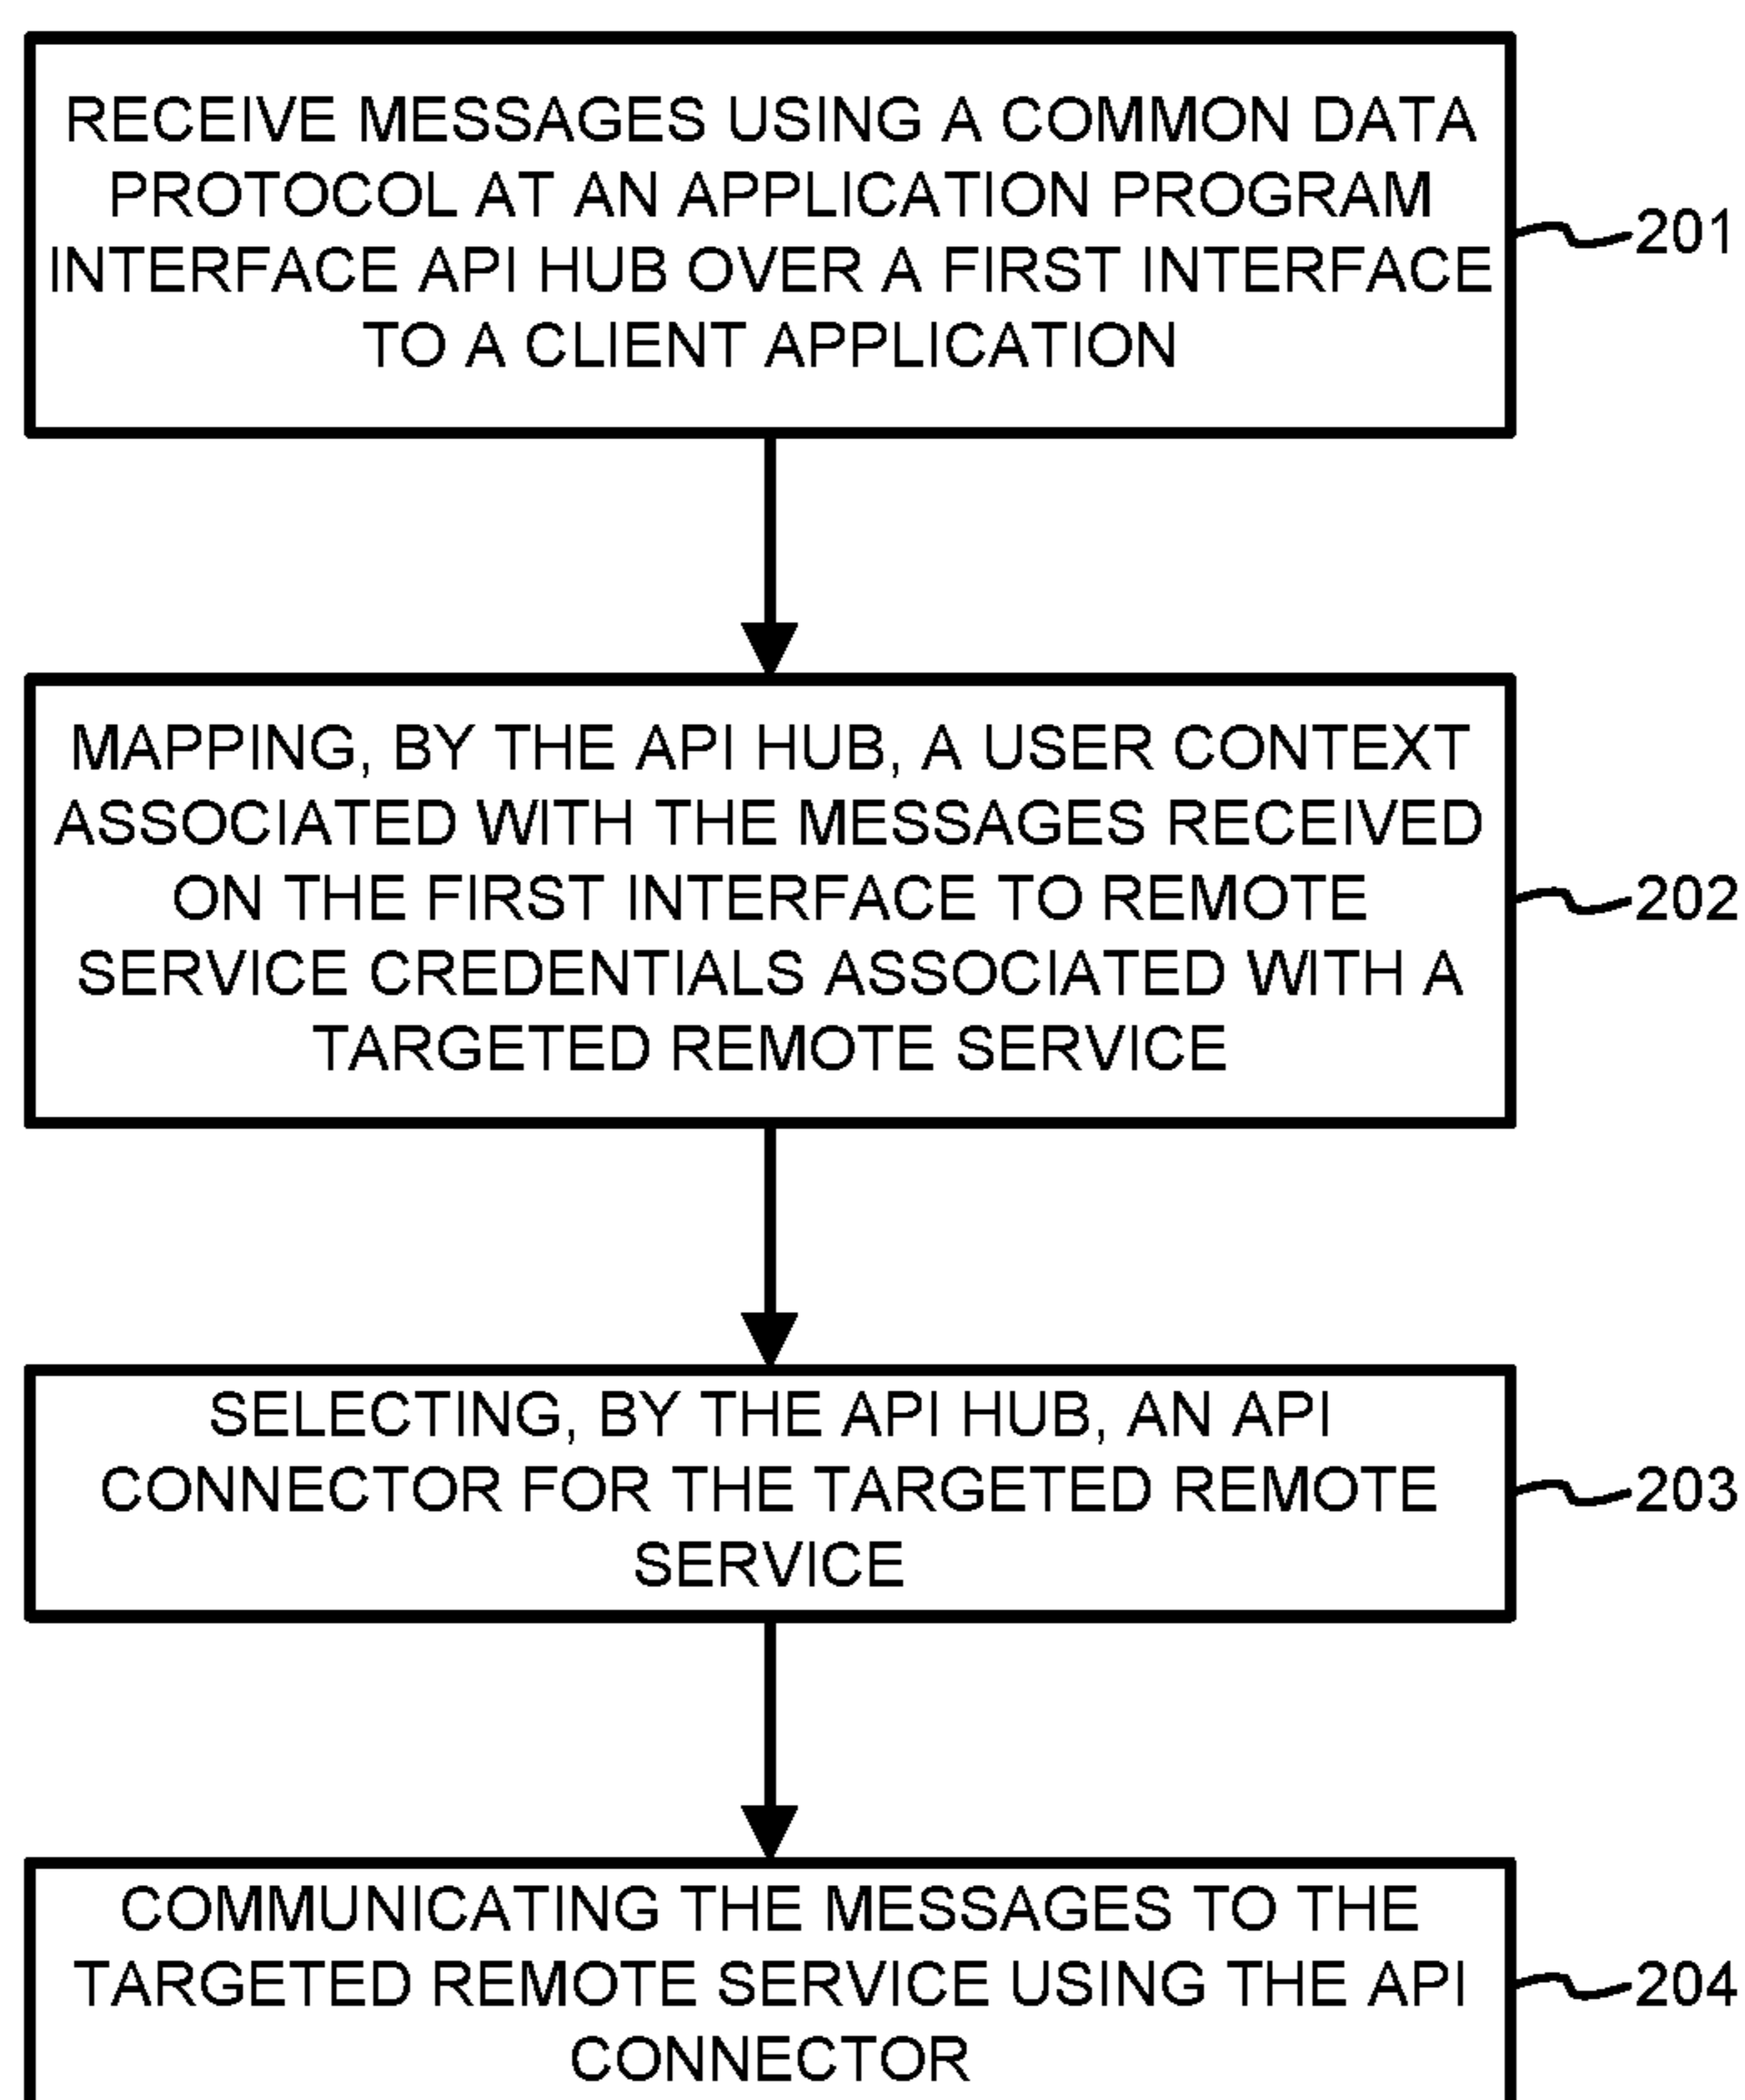 RECEIVE MESSAGES USING A COMMON DATA
PROTOCOL AT AN APPLICATION PROGRAM
INTERFACE API HUB OVER A FIRST INTERFACE
TO A CLIENT APPLICATION
201
MAPPING, BY THE API HUB, A USER CONTEXT
ASSOCIATED WITH THE MESSAGES RECEIVED
ON THE FIRST INTERFACE TO REMOTE
SERVICE CREDENTIALS ASSOCIATED WITH A
TARGETED REMOTE SERVICE
202
SELECTING, BY THE API HUB, AN API
CONNECTOR FOR THE TARGETED REMOTE
SERVICE
203
COMMUNICATING THE MESSAGES TO THE
TARGETED REMOTE SERVICE USING THE API
CONNECTOR
204